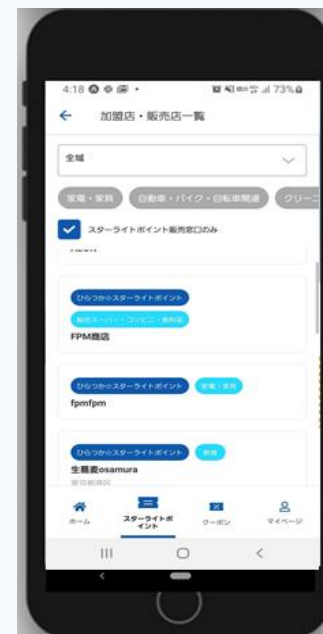 4:18
73%
加盟店・販売店一覧
全域
家電・家具
自動車・バイク・自転車関連
クリーニ
スターライトポイント販売窓口のみ
ひらつか☆スターライトポイント
FPM商店
ひらつか☆スターライトポイント
家電・家具
fpmfpm
ひらつか☆スターライトポイント
飲食
生蕎麦osamura
ホーム
スターライトポ
イント
クーポン
マイページ